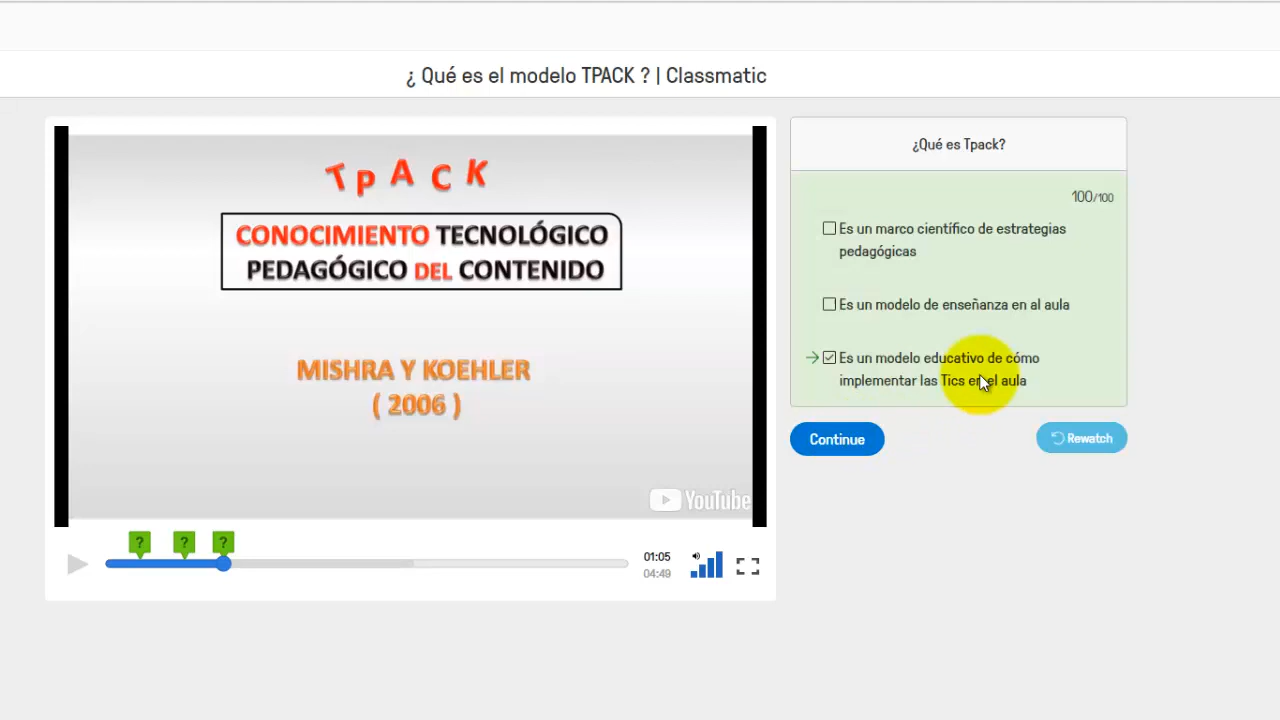 ¿ Qué es el modelo TPACK ? | Classmatic
TPACK
CONOCIMIENTO TECNOLÓGICO
PEDAGÓGICO DEL CONTENIDO
MISHRA Y KOEHLER
( 2006 )
YouTube
? ? ?
01:05
04:49
¿Qué es Tpack?
100/100
Es un marco científico de estrategias
pedagógicas
Es un modelo de enseñanza en al aula
Es un modelo educativo de cómo
implementar las Tics en el aula
Continue
Rewatch